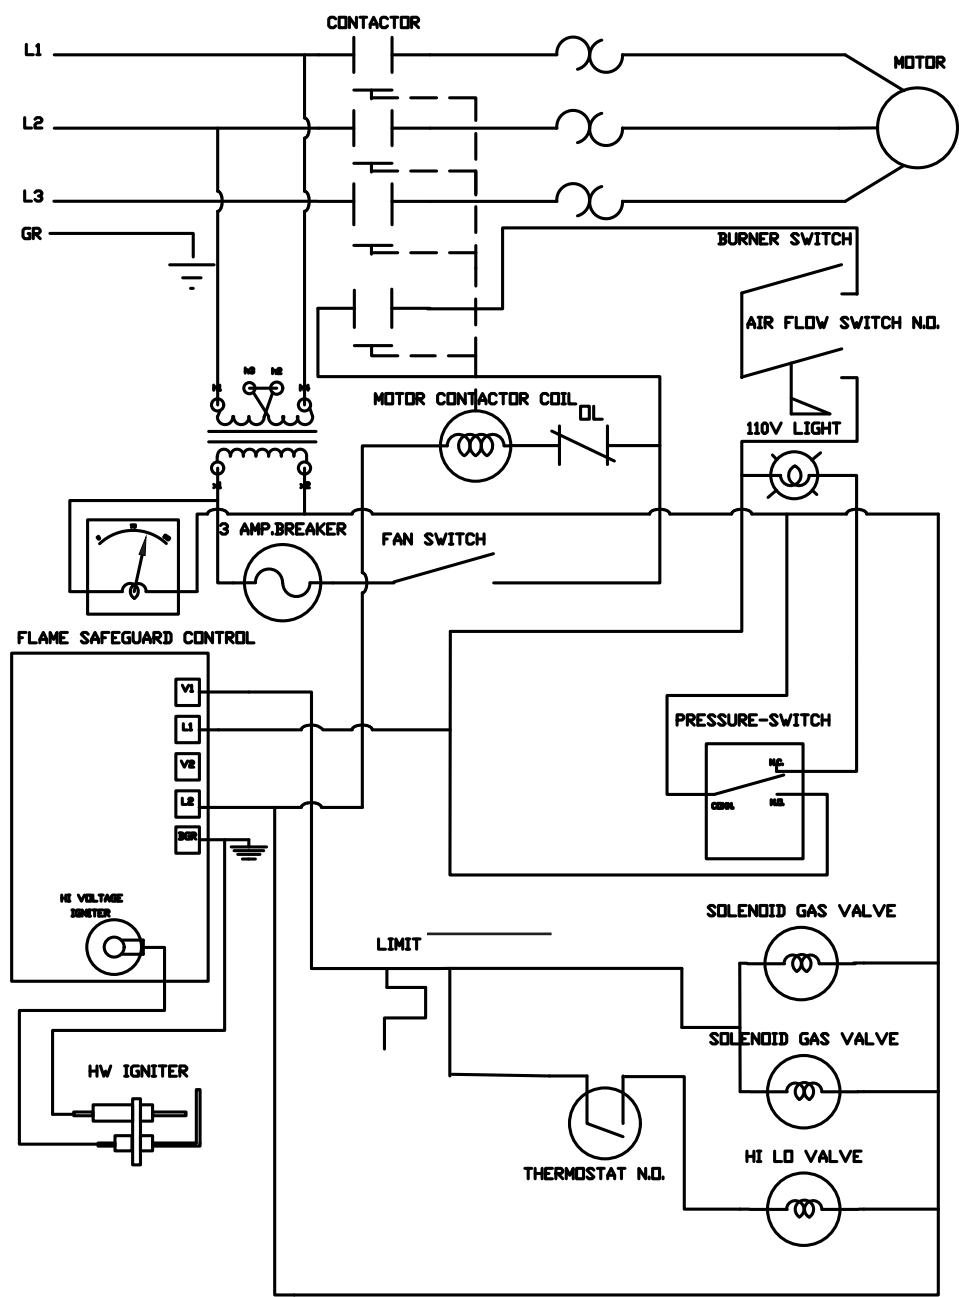 CONTACTOR
L1
MOTOR
L2
L3
GR
BURNER SWITCH
AIR FLOW SWITCH N.O.
H1
H3
H2
H4
MOTOR CONTACTOR COIL
OL
110V LIGHT
X1
X2
3 AMP.BREAKER
FAN SWITCH
FLAME SAFEGUARD CONTROL
V1
L1
PRESSURE-SWITCH
V2
N.C.
L2
COMM.
N.O.
BGR
HI VOLTAGE
IGNITER
SOLENOID GAS VALVE
LIMIT
SOLENOID GAS VALVE
HW IGNITER
HI LO VALVE
THERMOSTAT N.O.